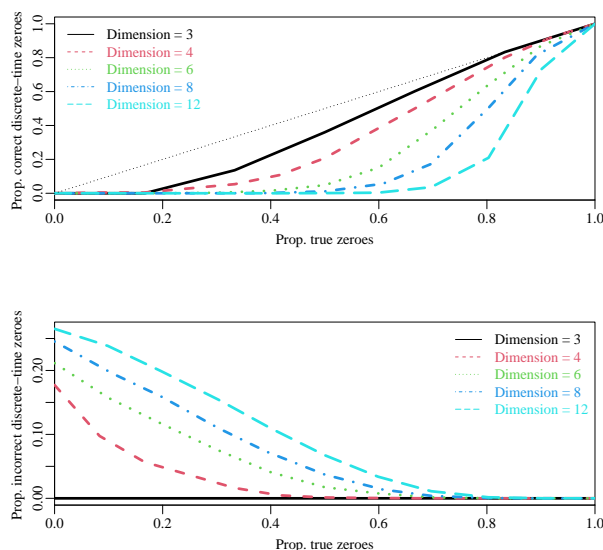 Prop. correct discrete−time zeroes
1.0
0.8
0.6
0.4
0.2
0.0
Dimension = 3
Dimension = 4
Dimension = 6
Dimension = 8
Dimension = 12
0.0 0.2 0.4 0.6 0.8 1.0
Prop. true zeroes
Prop. incorrect discrete−time zeroes
0.20
0.10
0.00
Dimension = 3
Dimension = 4
Dimension = 6
Dimension = 8
Dimension = 12
0.0 0.2 0.4 0.6 0.8 1.0
Prop. true zeroes